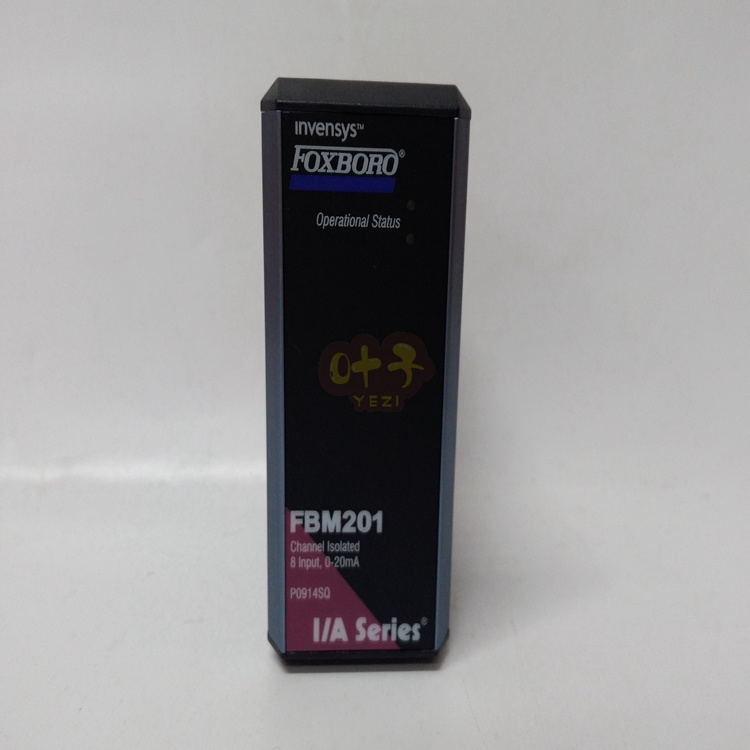 invensys™
FOXBORO®
Operational Status
叶子
YEZI
FBM201
Channel Isolated
8 Input, 0-20mA
P0914SQ
I/A Series®